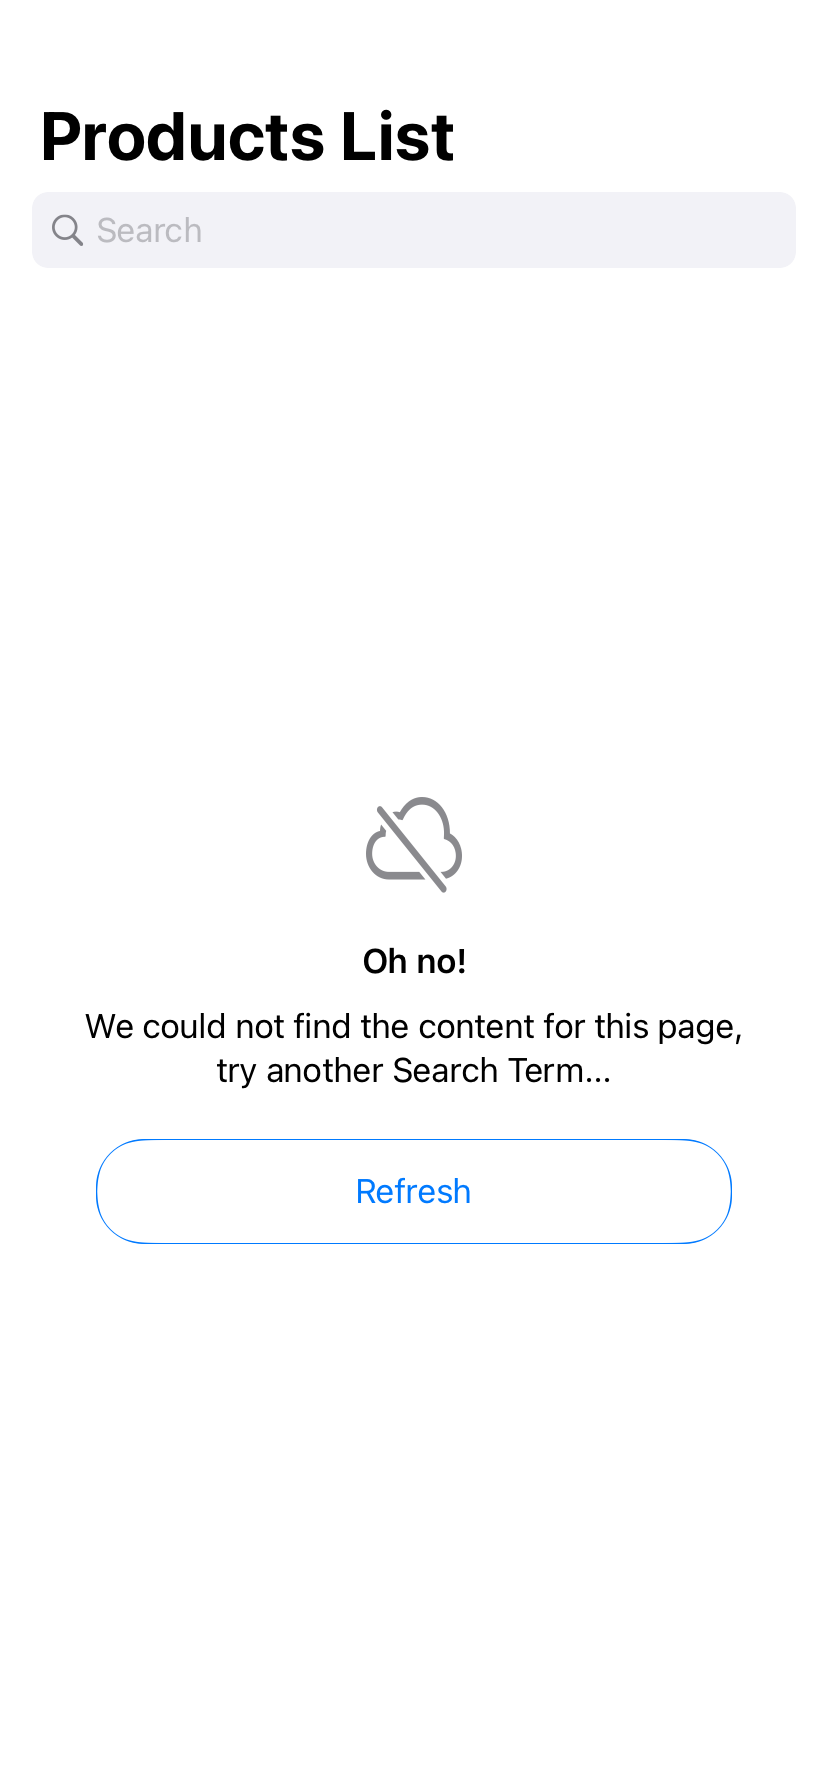 Products List
Search
Oh no!
We could not find the content for this page,
try another Search Term...
Refresh